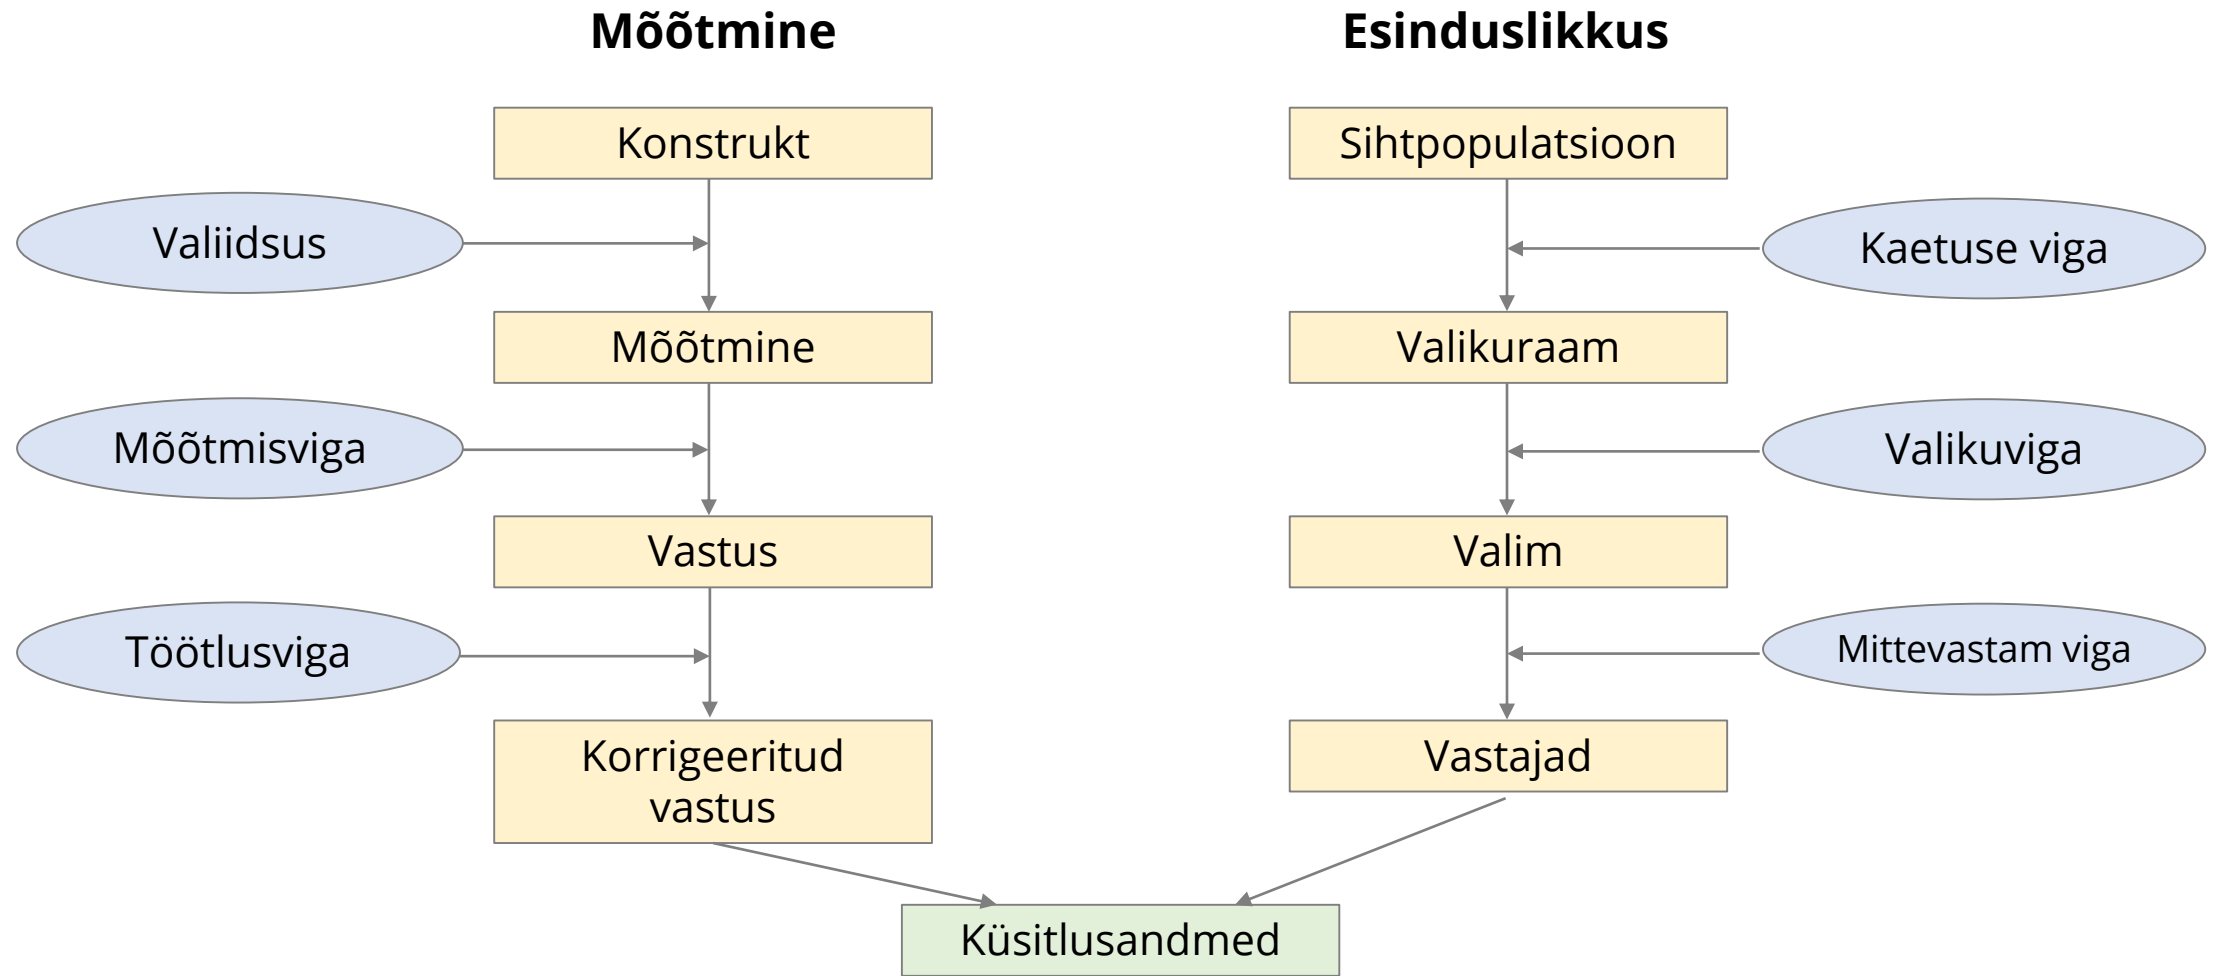 Mõõtmine
Esinduslikkus
Konstrukt
Sihtpopulatsioon
Valiidsus
Kaetuse viga
Mõõtmine
Valikuraam
Mõõtmisviga
Valikuviga
Vastus
Valim
Töötlusviga
Mittevastam viga
Korrigeeritud
vastus
Vastajad
Küsitlusandmed